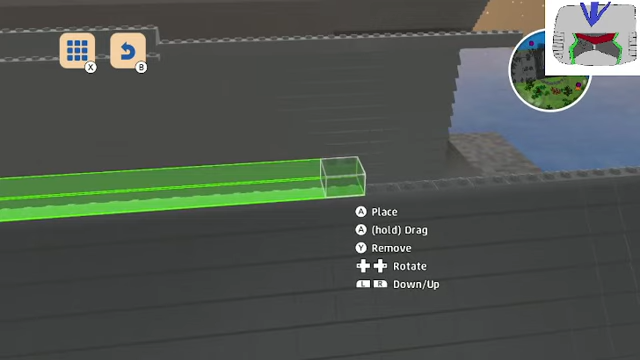 X
B
A Place
A (hold) Drag
Y Remove
Rotate
L R Down/Up